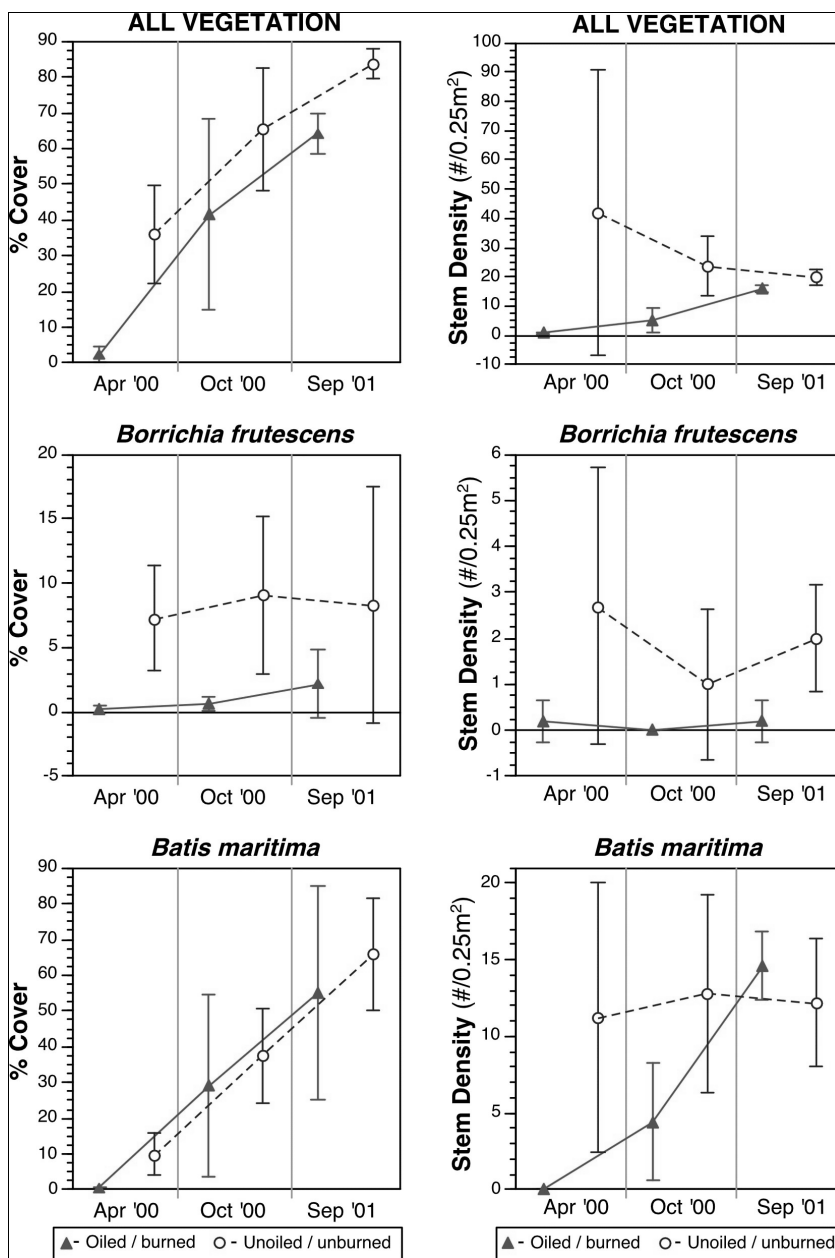 ALL VEGETATION
90
80
70
60
50
40
30
20
10
0
% Cover
Apr '00 Oct '00 Sep '01
ALL VEGETATION
100
90
80
70
60
50
40
30
20
10
0
-10
Stem Density (#/0.25m²)
Apr '00 Oct '00 Sep '01
Borrichia frutescens
20
15
10
5
0
-5
% Cover
Apr '00 Oct '00 Sep '01
Borrichia frutescens
6
5
4
3
2
1
0
-1
Stem Density (#/0.25m²)
Apr '00 Oct '00 Sep '01
Batis maritima
90
80
70
60
50
40
30
20
10
0
% Cover
Apr '00 Oct '00 Sep '01
- Oiled / burned - Unoiled / unburned
Batis maritima
20
15
10
5
0
Stem Density (#/0.25m²)
Apr '00 Oct '00 Sep '01
- Oiled / burned - Unoiled / unburned